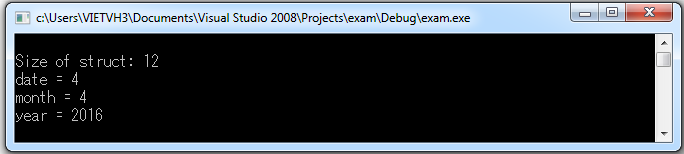 c:\Users\VIETVH3\Documents\Visual Studio 2008\Projects\exam\Debug\exam.exe
Size of struct: 12
date = 4
month = 4
year = 2016